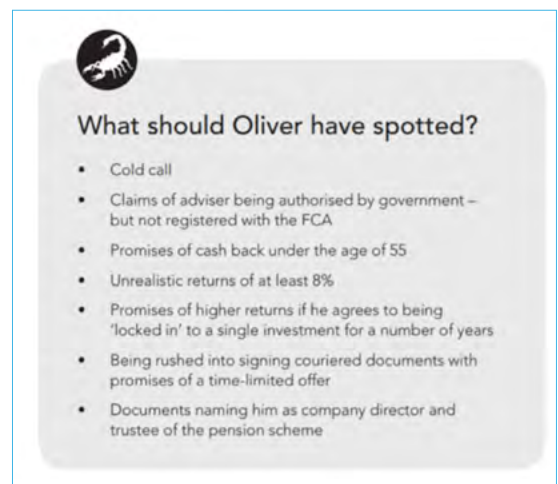 What should Oliver have spotted?
• Cold call
• Claims of adviser being authorised by government –
but not registered with the FCA
• Promises of cash back under the age of 55
• Unrealistic returns of at least 8%
• Promises of higher returns if he agrees to being
'locked in' to a single investment for a number of years
• Being rushed into signing couriered documents with
promises of a time-limited offer
• Documents naming him as company director and
trustee of the pension scheme